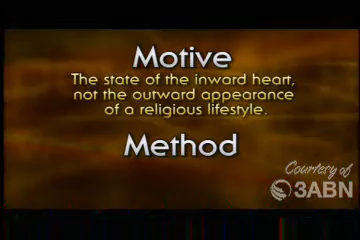 Motive
The state of the inward heart,
not the outward appearance
of a religious lifestyle.
Method
Courtesy of
3ABN